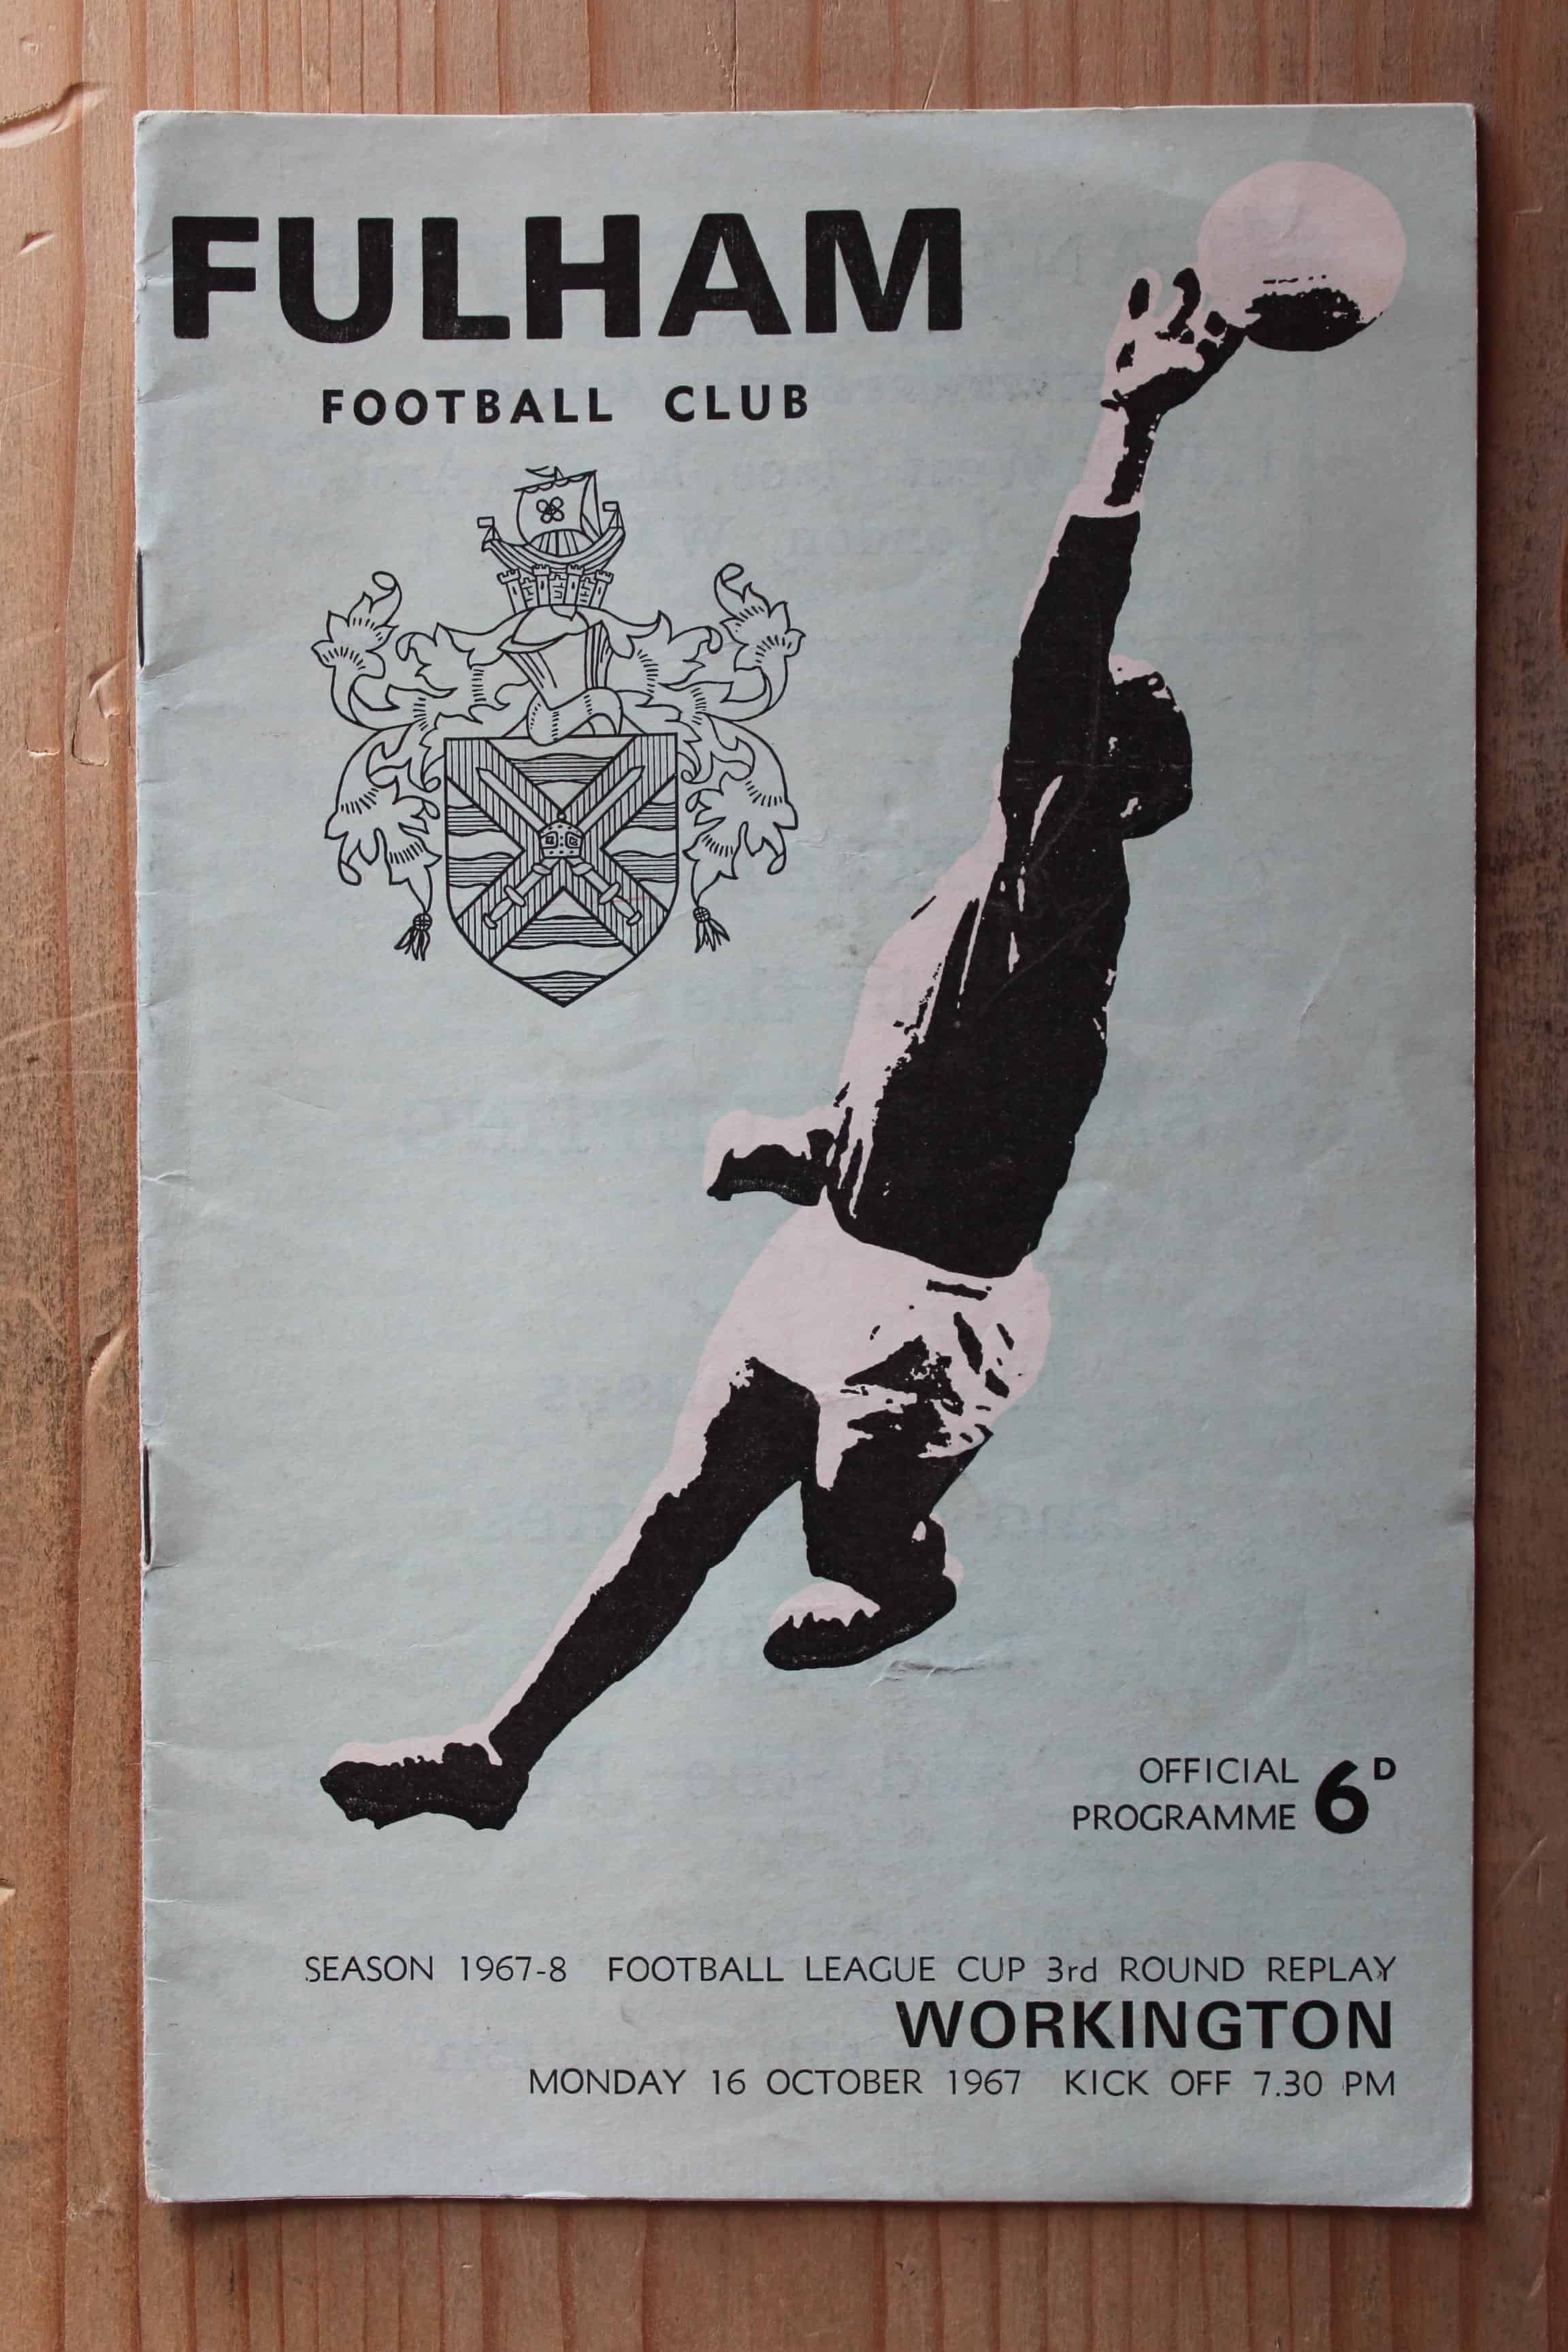 FULHAM
FOOTBALL CLUB
OFFICIAL
PROGRAMME 6D
SEASON 1967-8 FOOTBALL LEAGUE CUP 3rd ROUND REPLAY
WORKINGTON
MONDAY 16 OCTOBER 1967 KICK OFF 7.30 PM